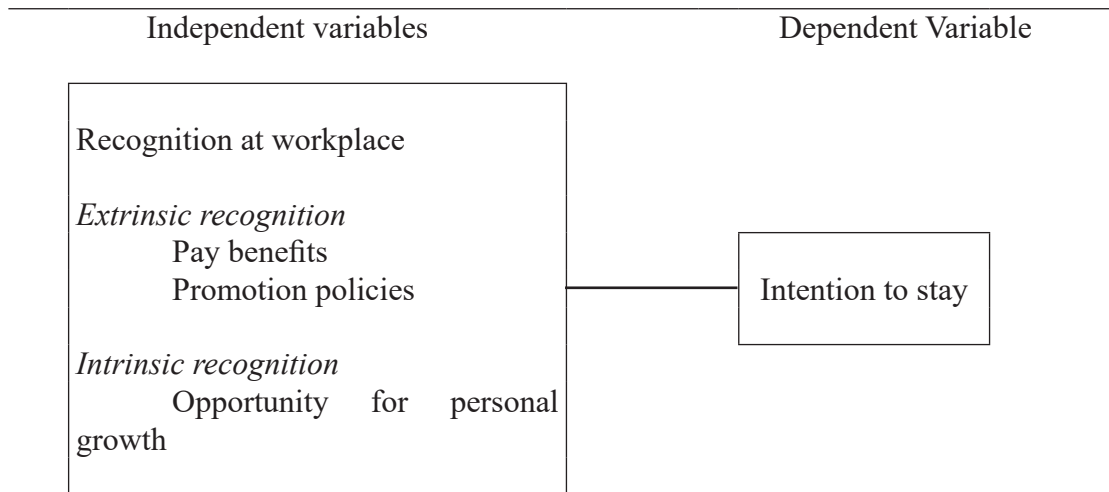 Independent variables
Dependent Variable
Recognition at workplace
Extrinsic recognition
Pay benefits
Promotion policies
Intrinsic recognition
Opportunity for personal
growth
Intention to stay